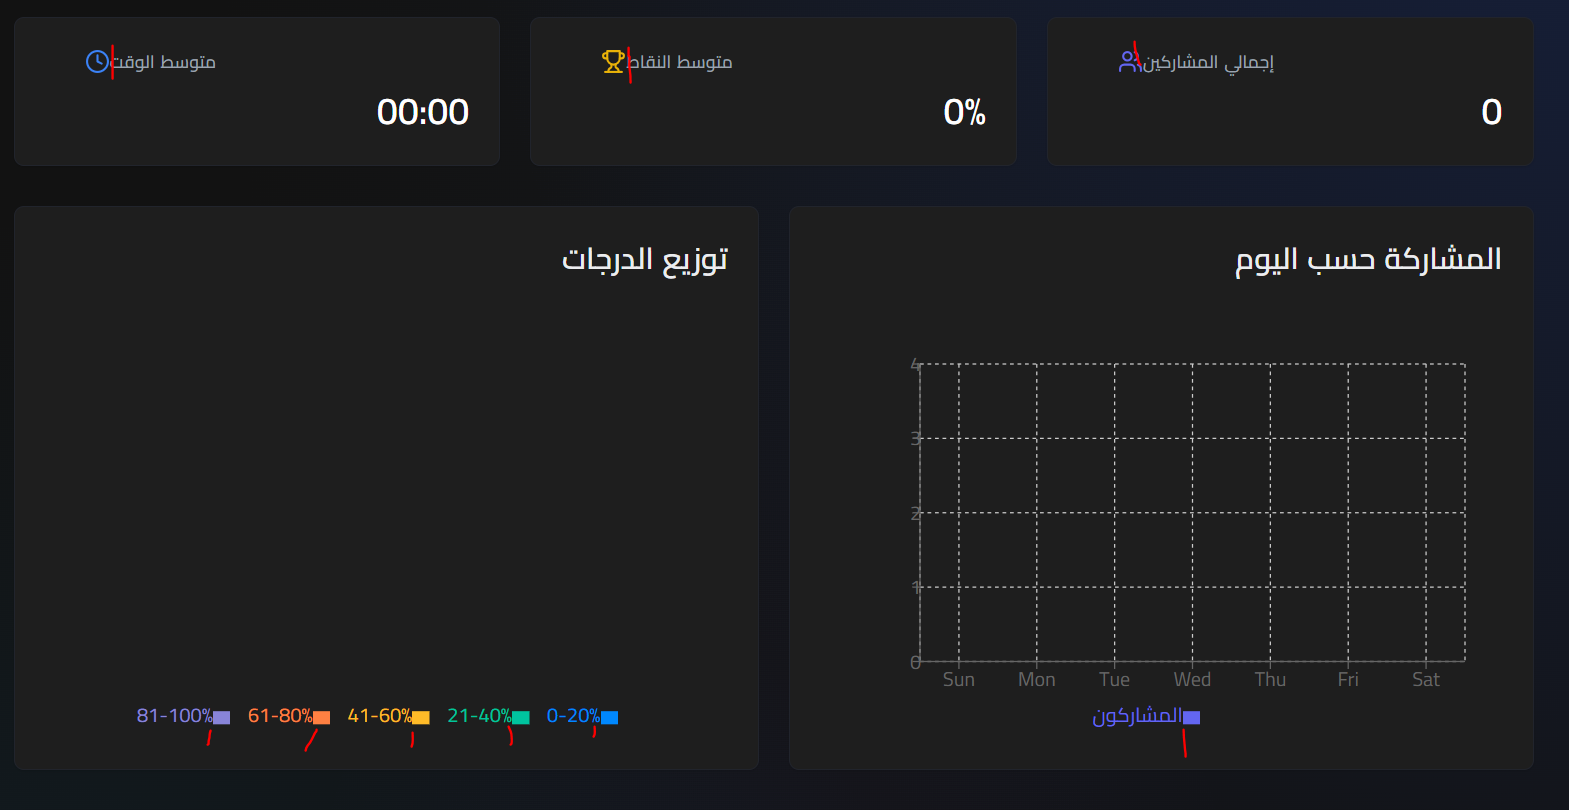 إجمالي المشاركين
0
متوسط النقاط
0%
متوسط الوقت
00:00
المشاركة حسب اليوم
4
3
2
1
0
Sun Mon Tue Wed Thu Fri Sat
المشاركون
توزيع الدرجات
0-20% 21-40% 41-60% 61-80% 81-100%